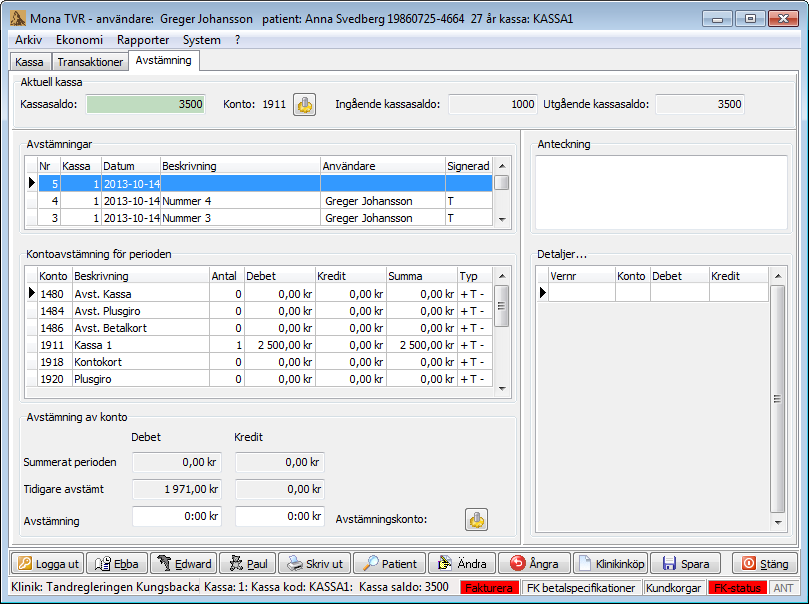 Mona TVR - användare: Greger Johansson patient: Anna Svedberg 19860725-4664 27 år kassa: KASSA1
Arkiv Ekonomi Rapporter System ?
Kassa Transaktioner Avstämning
Aktuell kassa
Kassasaldo: 3500 Konto: 1911 Ingående kassasaldo: 1000 Utgående kassasaldo: 3500
Avstämningar
Nr Kassa Datum Beskrivning Användare Signerad
5 1 2013-10-14
4 1 2013-10-14 Nummer 4 Greger Johansson T
3 1 2013-10-14 Nummer 3 Greger Johansson T
Anteckning
Kontoavstämning för perioden
Konto Beskrivning Antal Debet Kredit Summa Typ
1480 Avst. Kassa 0 0,00 kr 0,00 kr 0,00 kr + T -
1484 Avst. Plusgiro 0 0,00 kr 0,00 kr 0,00 kr + T -
1486 Avst. Betalkort 0 0,00 kr 0,00 kr 0,00 kr + T -
1911 Kassa 1 1 2 500,00 kr 0,00 kr 2 500,00 kr + T -
1918 Kontokort 0 0,00 kr 0,00 kr 0,00 kr + T -
1920 Plusgiro 0 0,00 kr 0,00 kr 0,00 kr + T -
Detaljer...
Vernr Konto Debet Kredit
Avstämning av konto
Debet Kredit
Summerat perioden 0,00 kr 0,00 kr
Tidigare avstämt 1 971,00 kr 0,00 kr
Avstämning 0:00 kr 0:00 kr Avstämningskonto:
Logga ut Ebba Edward Paul Skriv ut Patient Ändra Ångra Klinikinköp Spara Stäng
Klinik: Tandregleringen Kungsbacka Kassa: 1: Kassa kod: KASSA1: Kassa saldo: 3500 Fakturera FK betalspecifikationer Kundkorgar FK-status ANT